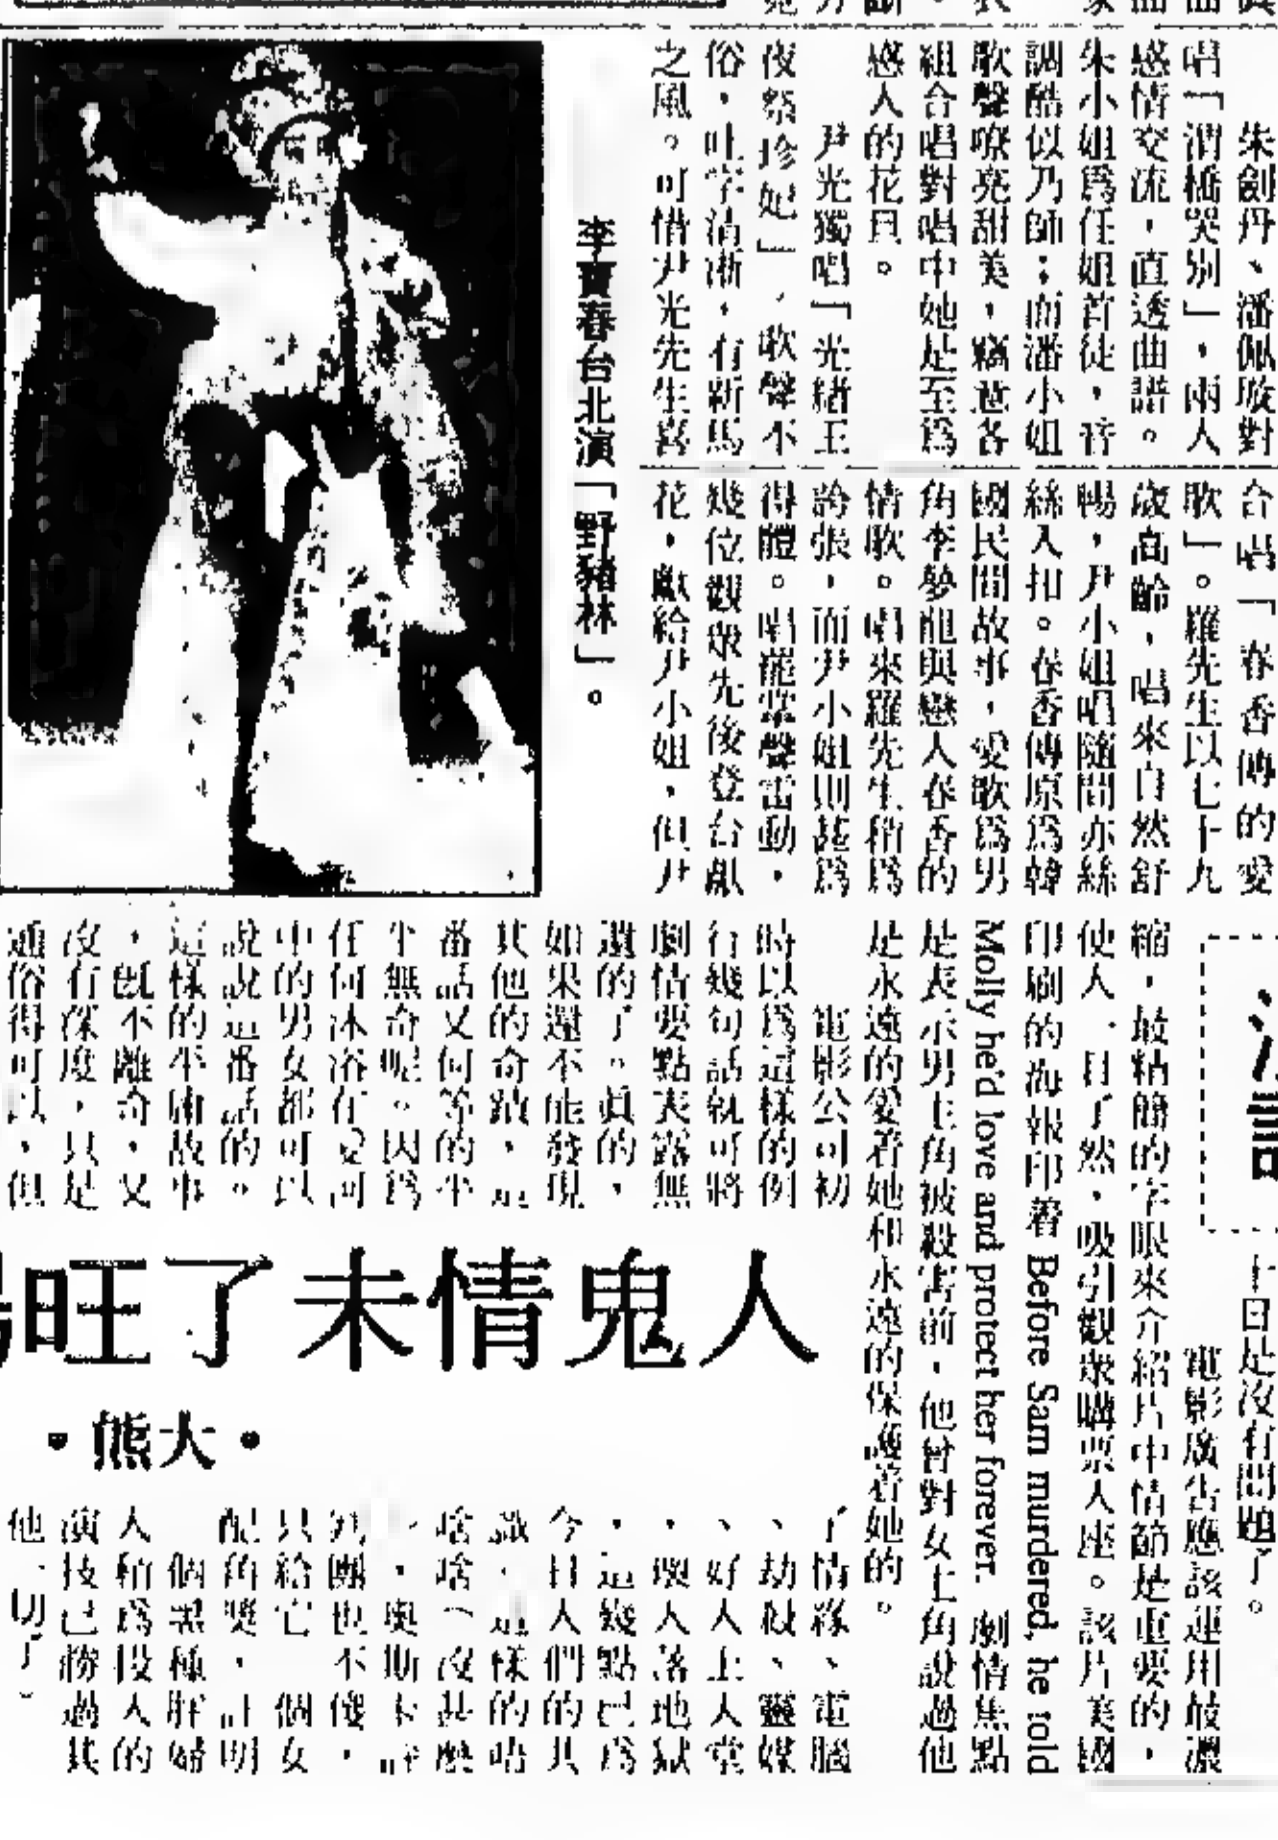 朱劍丹、潘佩璇對
唱「渭橋哭別」，兩人
感情交流，直透曲譜。
朱小姐爲任姐首徒，音
調酷似乃師；而潘小姐
歌聲嘹亮甜美，竊意各
組合唱對唱中她是至爲
感人的花旦。
尹光獨唱「光緒王
夜祭珍妃」，歌聲不
俗，吐字清淅，有新馬
之風。可惜尹光先生喜
李寶春台北演「野豬林」。
合唱「春香傳的愛
歌」。羅先生以七十九
歲高齡，唱來自然舒
暢，尹小姐唱隨間亦絲
絲入扣。春香傳原爲韓
國民間故事，愛歌爲男
角李夢龍與戀人春香的
情歌。唱來羅先生稍爲
誇張，而尹小姐則甚爲
得體。唱罷掌聲雷動，
幾位觀眾先後登台獻
花，獻給尹小姐，但尹
十日是沒有問題了。
電影廣告應該運用最濃
縮，最精簡的字眼來介紹片中情節是重要的，
使人一目了然，吸引觀眾購票入座。該片美國
印刷的海報印着 Before Sam murdered, he told
Molly he'd love and protect her forever. 劇情焦點
是表示男主角被殺害前，他曾對女主角說過他
是永遠的愛着她和永遠的保護着她的。
電影公司初
時以爲這樣的例
行幾句話就可將
劇情要點表露無
遺的了。眞的，
如果還不能發現
其他的奇蹟，這
番話又何等的平
平無奇呢。因爲
任何沐浴在愛河
中的男女都可以
說說這番話的。
這樣的平庸故事
，既不離奇，又
沒有深度，只是
通俗得可以，但
人鬼情未了旺
•大熊•
了情緣、電腦
、劫殺、靈媒
、好人上天堂
，壞人落地獄
，這幾點已爲
今日人們的共
識，這樣的唔
啥啥（沒甚麼
），奧斯卡評
判團也不傻，
只給它一個女
配角獎，註明
一個黑種胖婦
人稍爲投入的
演技已勝過其
他一切了）